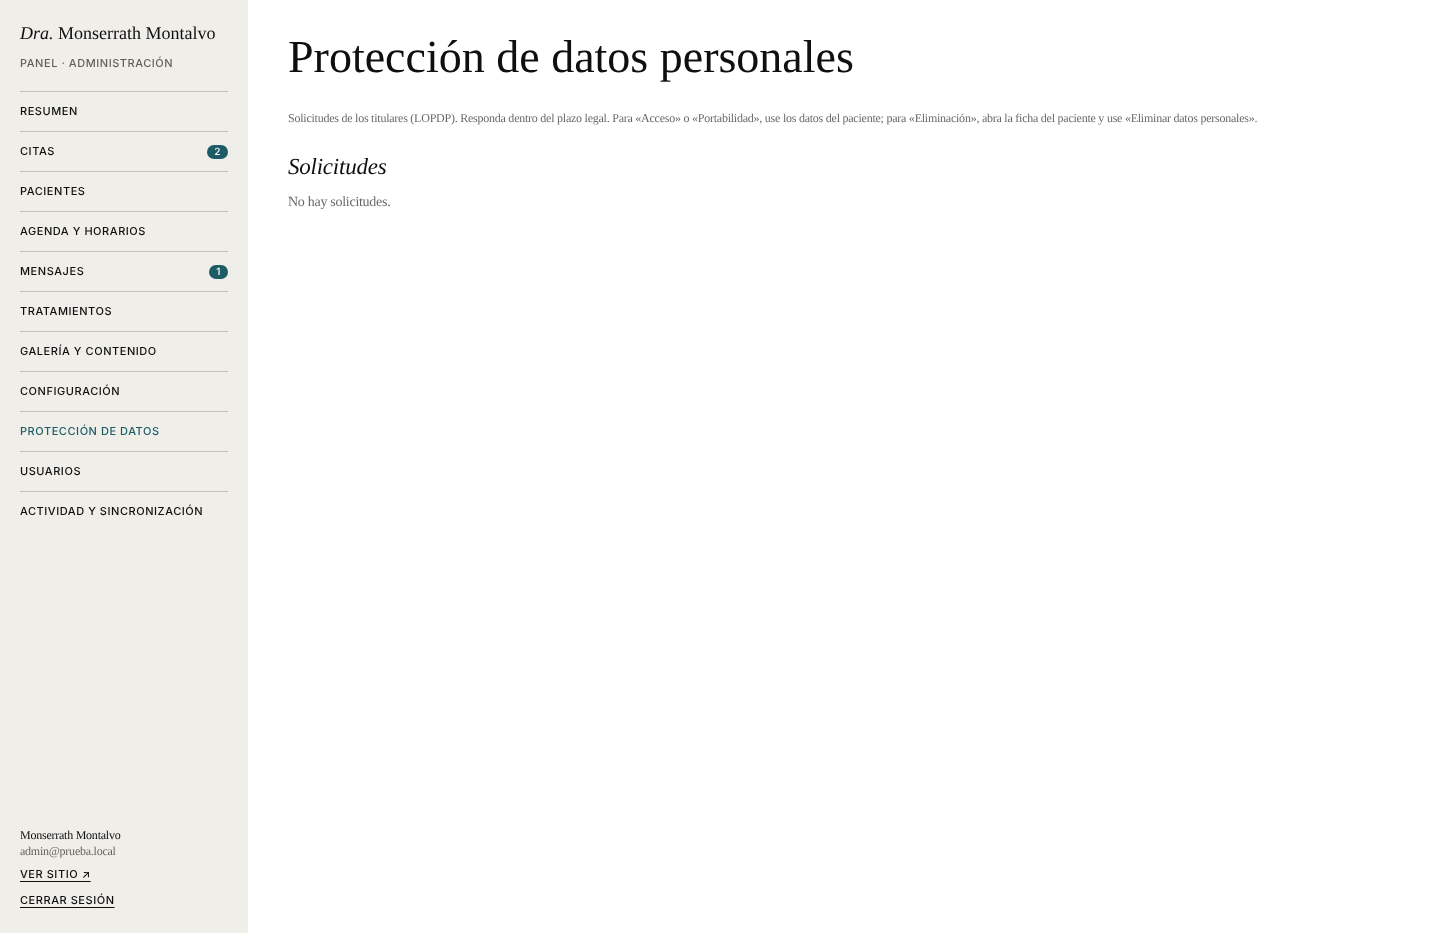 Dra. Monserrath Montalvo
PANEL · ADMINISTRACIÓN
RESUMEN
CITAS 2
PACIENTES
AGENDA Y HORARIOS
MENSAJES 1
TRATAMIENTOS
GALERÍA Y CONTENIDO
CONFIGURACIÓN
PROTECCIÓN DE DATOS
USUARIOS
ACTIVIDAD Y SINCRONIZACIÓN
Monserrath Montalvo
admin@prueba.local
VER SITIO ↗
CERRAR SESIÓN
Protección de datos personales
Solicitudes de los titulares (LOPDP). Responda dentro del plazo legal. Para «Acceso» o «Portabilidad», use los datos del paciente; para «Eliminación», abra la ficha del paciente y use «Eliminar datos personales».
Solicitudes
No hay solicitudes.